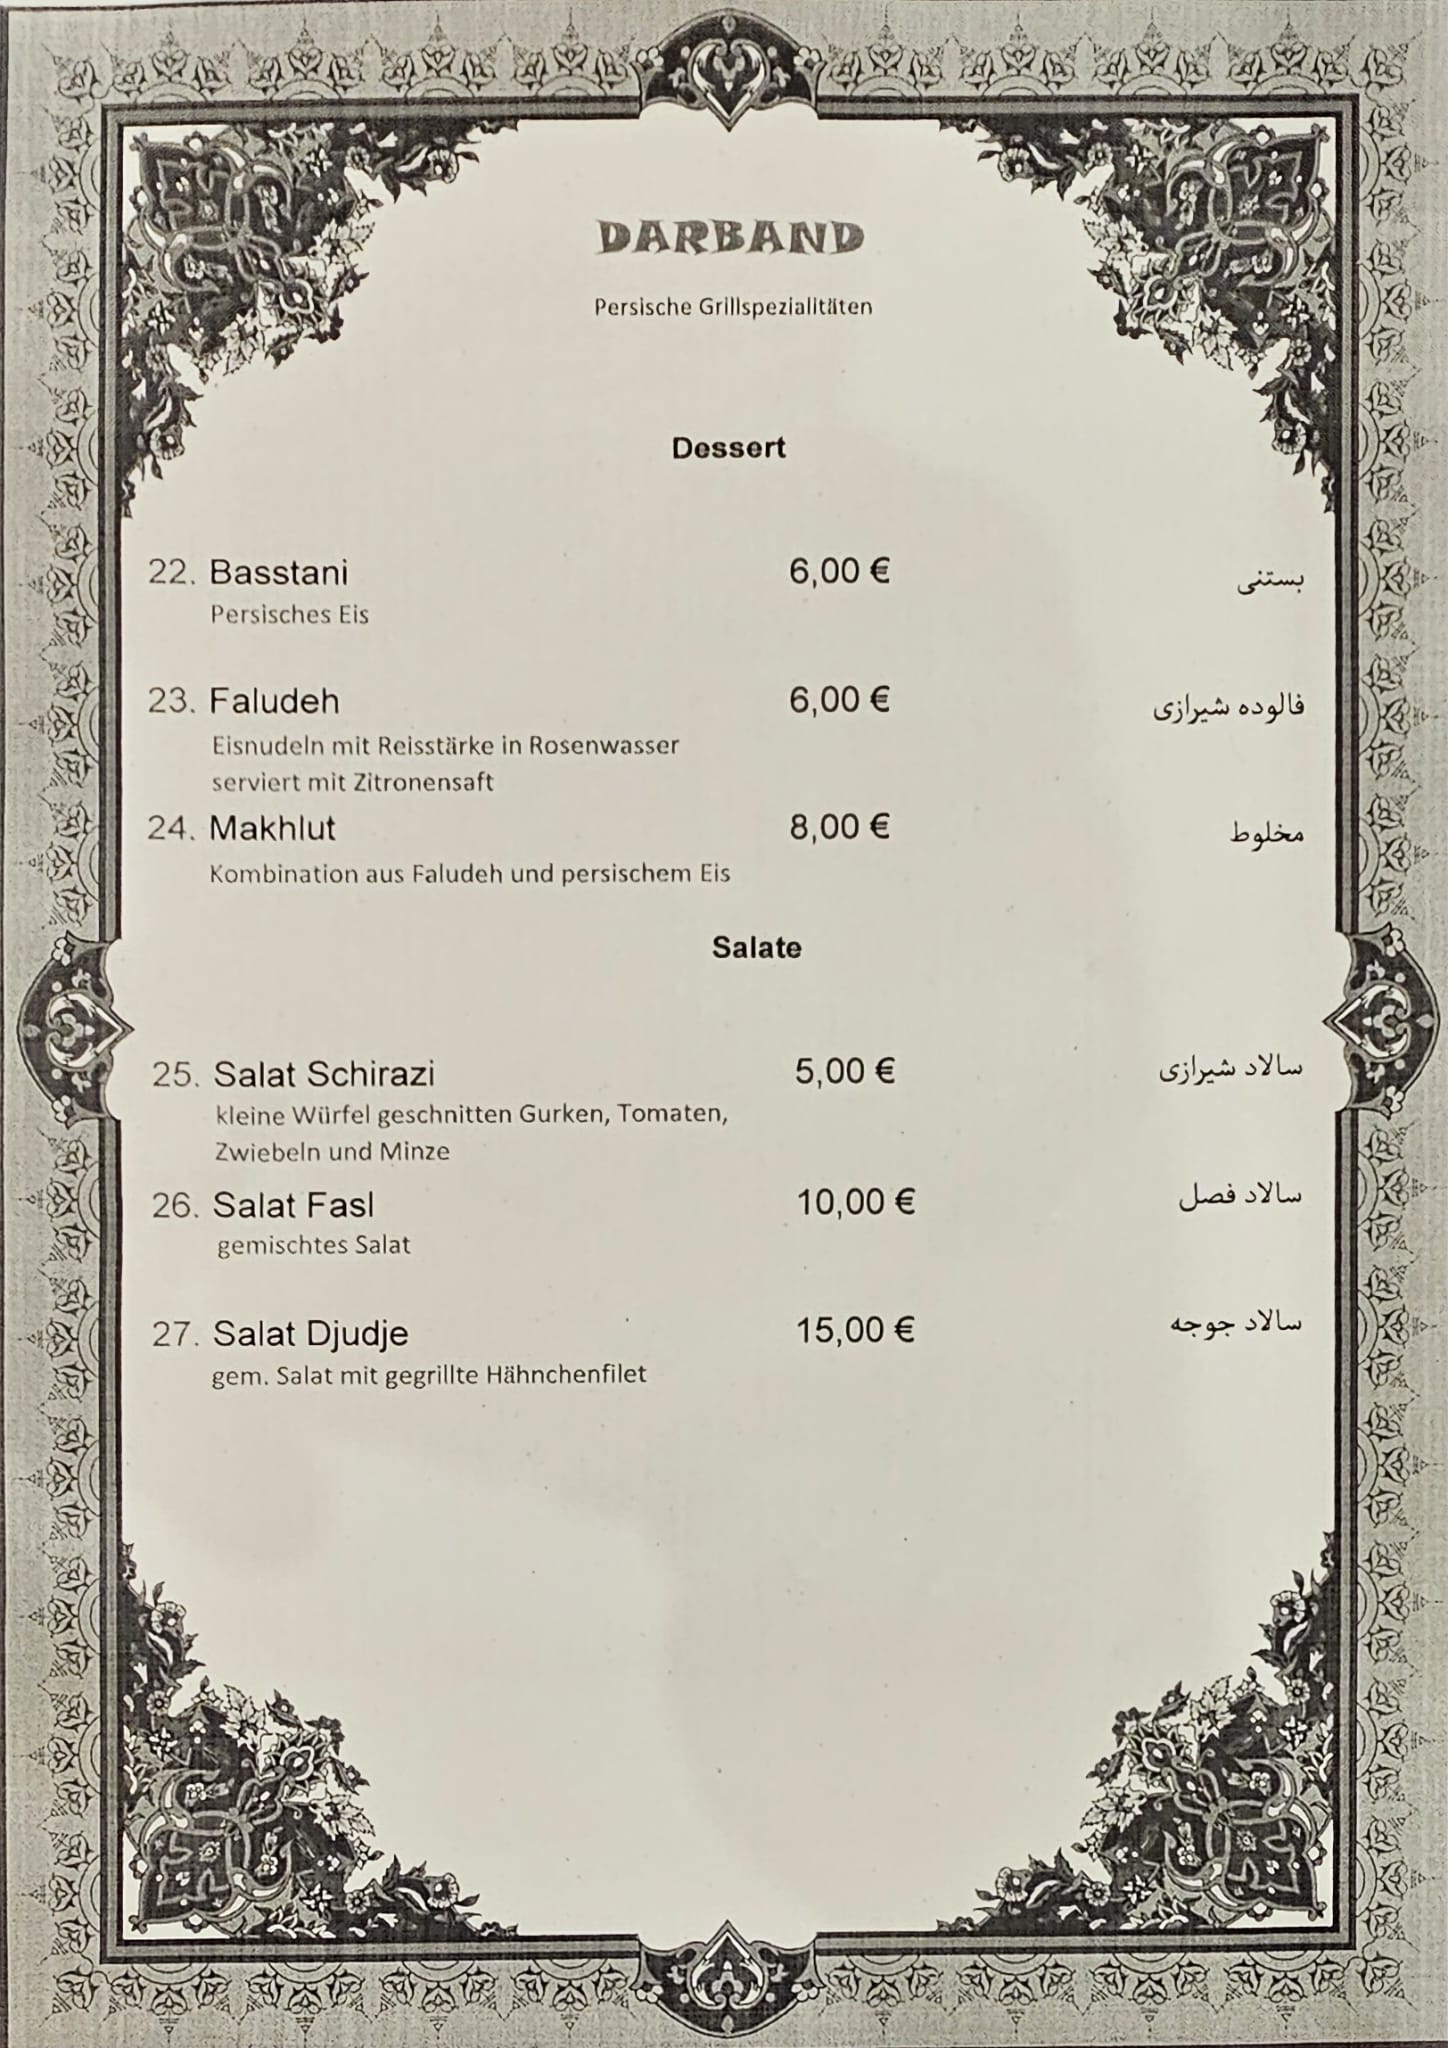 DARBAND
Persische Grillspezialitäten
Dessert
22. Basstani 6,00 € بستنی
Persisches Eis
23. Faludeh 6,00 € فالوده شیرازی
Eisnudeln mit Reisstärke in Rosenwasser
serviert mit Zitronensaft
24. Makhlut 8,00 € مخلوط
Kombination aus Faludeh und persischem Eis
Salate
25. Salat Schirazi 5,00 € سالاد شیرازی
kleine Würfel geschnitten Gurken, Tomaten,
Zwiebeln und Minze
26. Salat Fasl 10,00 € سالاد فصل
gemischtes Salat
27. Salat Djudje 15,00 € سالاد جوجه
gem. Salat mit gegrillte Hähnchenfilet